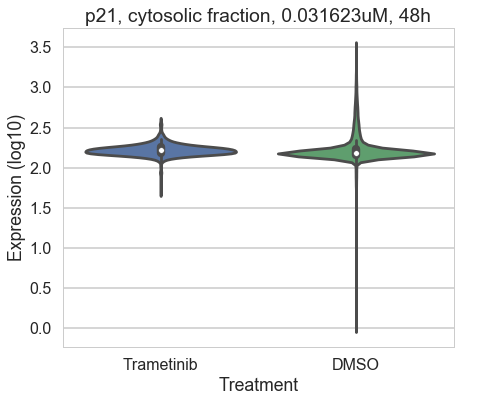 p21, cytosolic fraction, 0.031623uM, 48h
Expression (log10)
3.5
3.0
2.5
2.0
1.5
1.0
0.5
0.0
Trametinib DMSO
Treatment